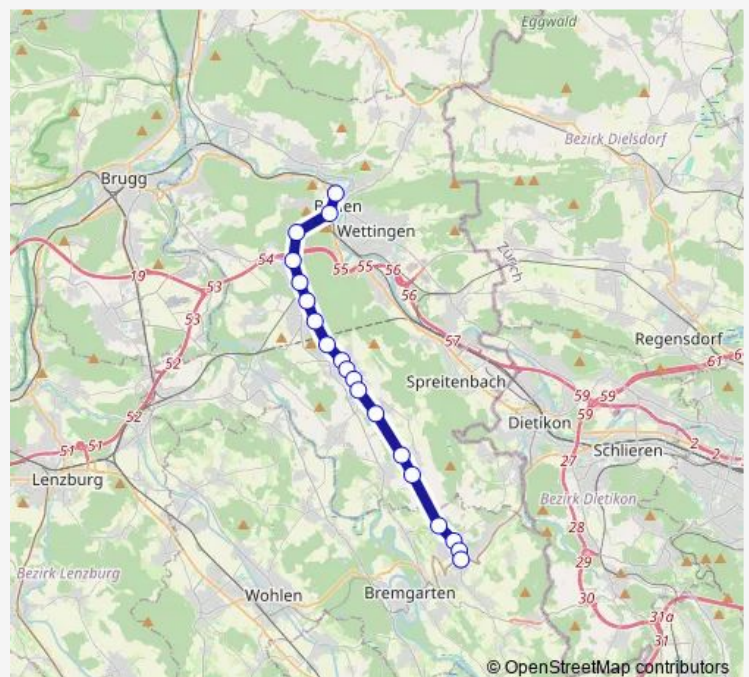 Eggwald
Bezirk Dielsdorf
Brugg
Baden
Wettingen
54
55
55
56
Zürich
19
53
56
53
57
Regensdorf
61
6
52
Spreitenbach
59
59
59
52
Dietikon
2
2
51
51
Schlieren
27
Lenzburg
Bezirk Dietikon
28
Bezirk Lenzburg
29
Wohlen
Bremgarten
30
31a
31
© OpenStreetMap contributors